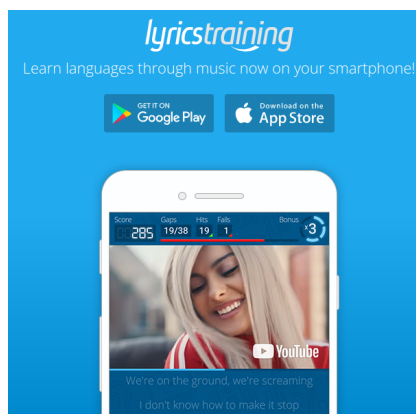 lyricstraining
Learn languages through music now on your smartphone!
GET IT ON
Google Play
Download on the
App Store
Score Gaps Hits Fails Bonus
285 19/38 19 1 x3
YouTube
We're on the ground, we're screaming
I don't know how to make it stop